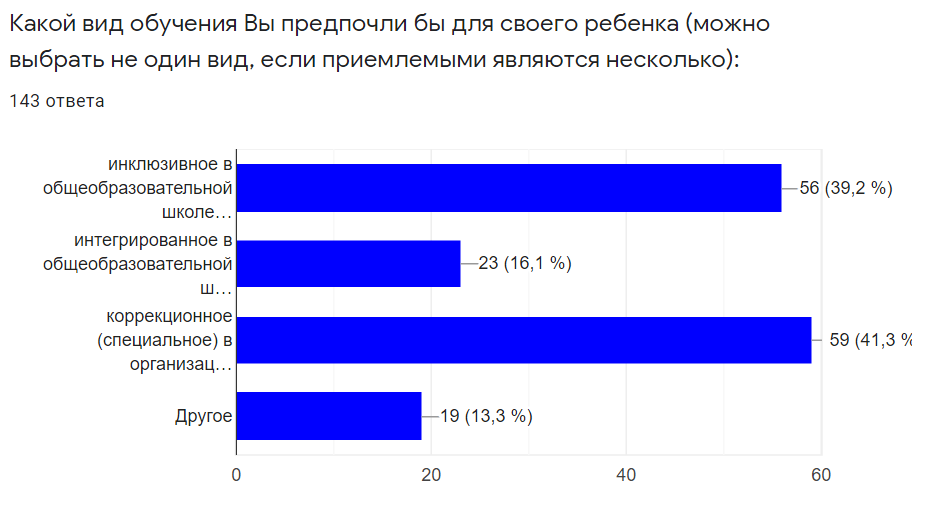 Какой вид обучения Вы предпочли бы для своего ребенка (можно
выбрать не один вид, если приемлемыми являются несколько):
143 ответа
инклюзивное в
общеобразовательной
школе…
56 (39,2 %)
интегрированное в
общеобразовательной
ш…
23 (16,1 %)
коррекционное
(специальное) в
организац…
59 (41,3 %
Другое
19 (13,3 %)
0 20 40 60